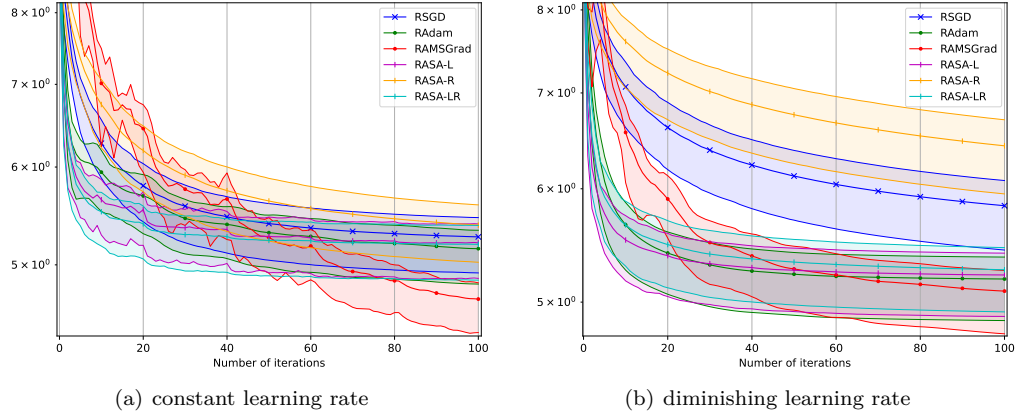 8 × 10⁰
7 × 10⁰
6 × 10⁰
5 × 10⁰
RSGD
RAdam
RAMSGrad
RASA-L
RASA-R
RASA-LR
0 20 40 60 80 100
Number of iterations
(a) constant learning rate
8 × 10⁰
7 × 10⁰
6 × 10⁰
5 × 10⁰
RSGD
RAdam
RAMSGrad
RASA-L
RASA-R
RASA-LR
0 20 40 60 80 100
Number of iterations
(b) diminishing learning rate